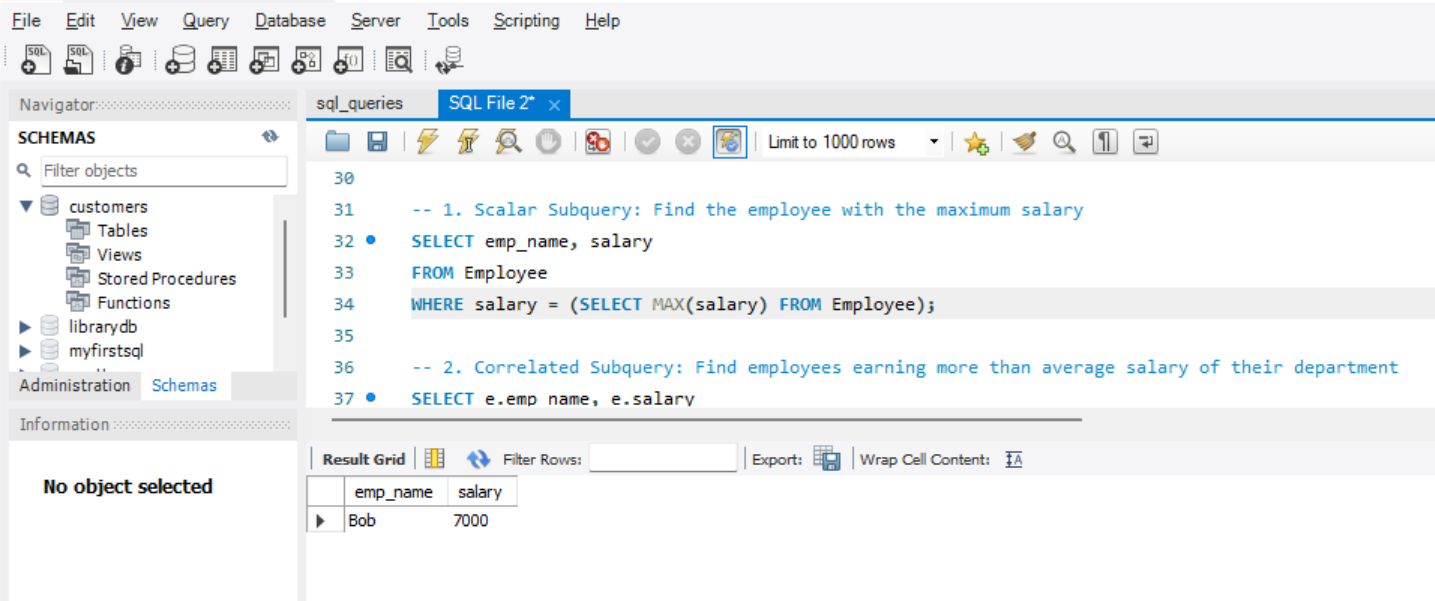 File Edit View Query Database Server Tools Scripting Help
SQL SQL
Navigator
SCHEMAS
Filter objects
customers
Tables
Views
Stored Procedures
Functions
librarydb
myfirstsql
Administration Schemas
Information
No object selected
sql_queries SQL File 2*
Limit to 1000 rows
30
31 -- 1. Scalar Subquery: Find the employee with the maximum salary
32 SELECT emp_name, salary
33 FROM Employee
34 WHERE salary = (SELECT MAX(salary) FROM Employee);
35
36 -- 2. Correlated Subquery: Find employees earning more than average salary of their department
37 SELECT e.emp_name, e.salary
Result Grid Filter Rows: Export: Wrap Cell Content: IA
emp_name salary
Bob 7000